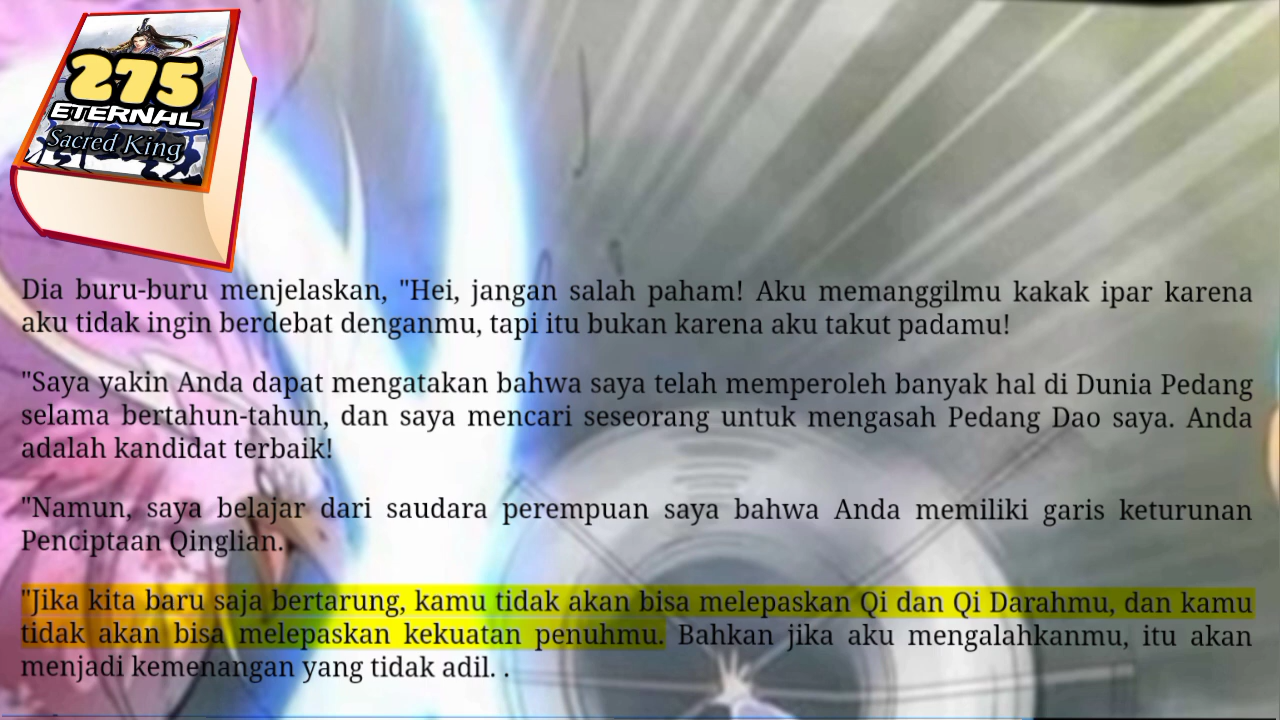 275
ETERNAL
Sacred King
Dia buru-buru menjelaskan, "Hei, jangan salah paham! Aku memanggilmu kakak ipar karena
aku tidak ingin berdebat denganmu, tapi itu bukan karena aku takut padamu!
"Saya yakin Anda dapat mengatakan bahwa saya telah memperoleh banyak hal di Dunia Pedang
selama bertahun-tahun, dan saya mencari seseorang untuk mengasah Pedang Dao saya. Anda
adalah kandidat terbaik!
"Namun, saya belajar dari saudara perempuan saya bahwa Anda memiliki garis keturunan
Penciptaan Qinglian.
"Jika kita baru saja bertarung, kamu tidak akan bisa melepaskan Qi dan Qi Darahmu, dan kamu
tidak akan bisa melepaskan kekuatan penuhmu. Bahkan jika aku mengalahkanmu, itu akan
menjadi kemenangan yang tidak adil. .